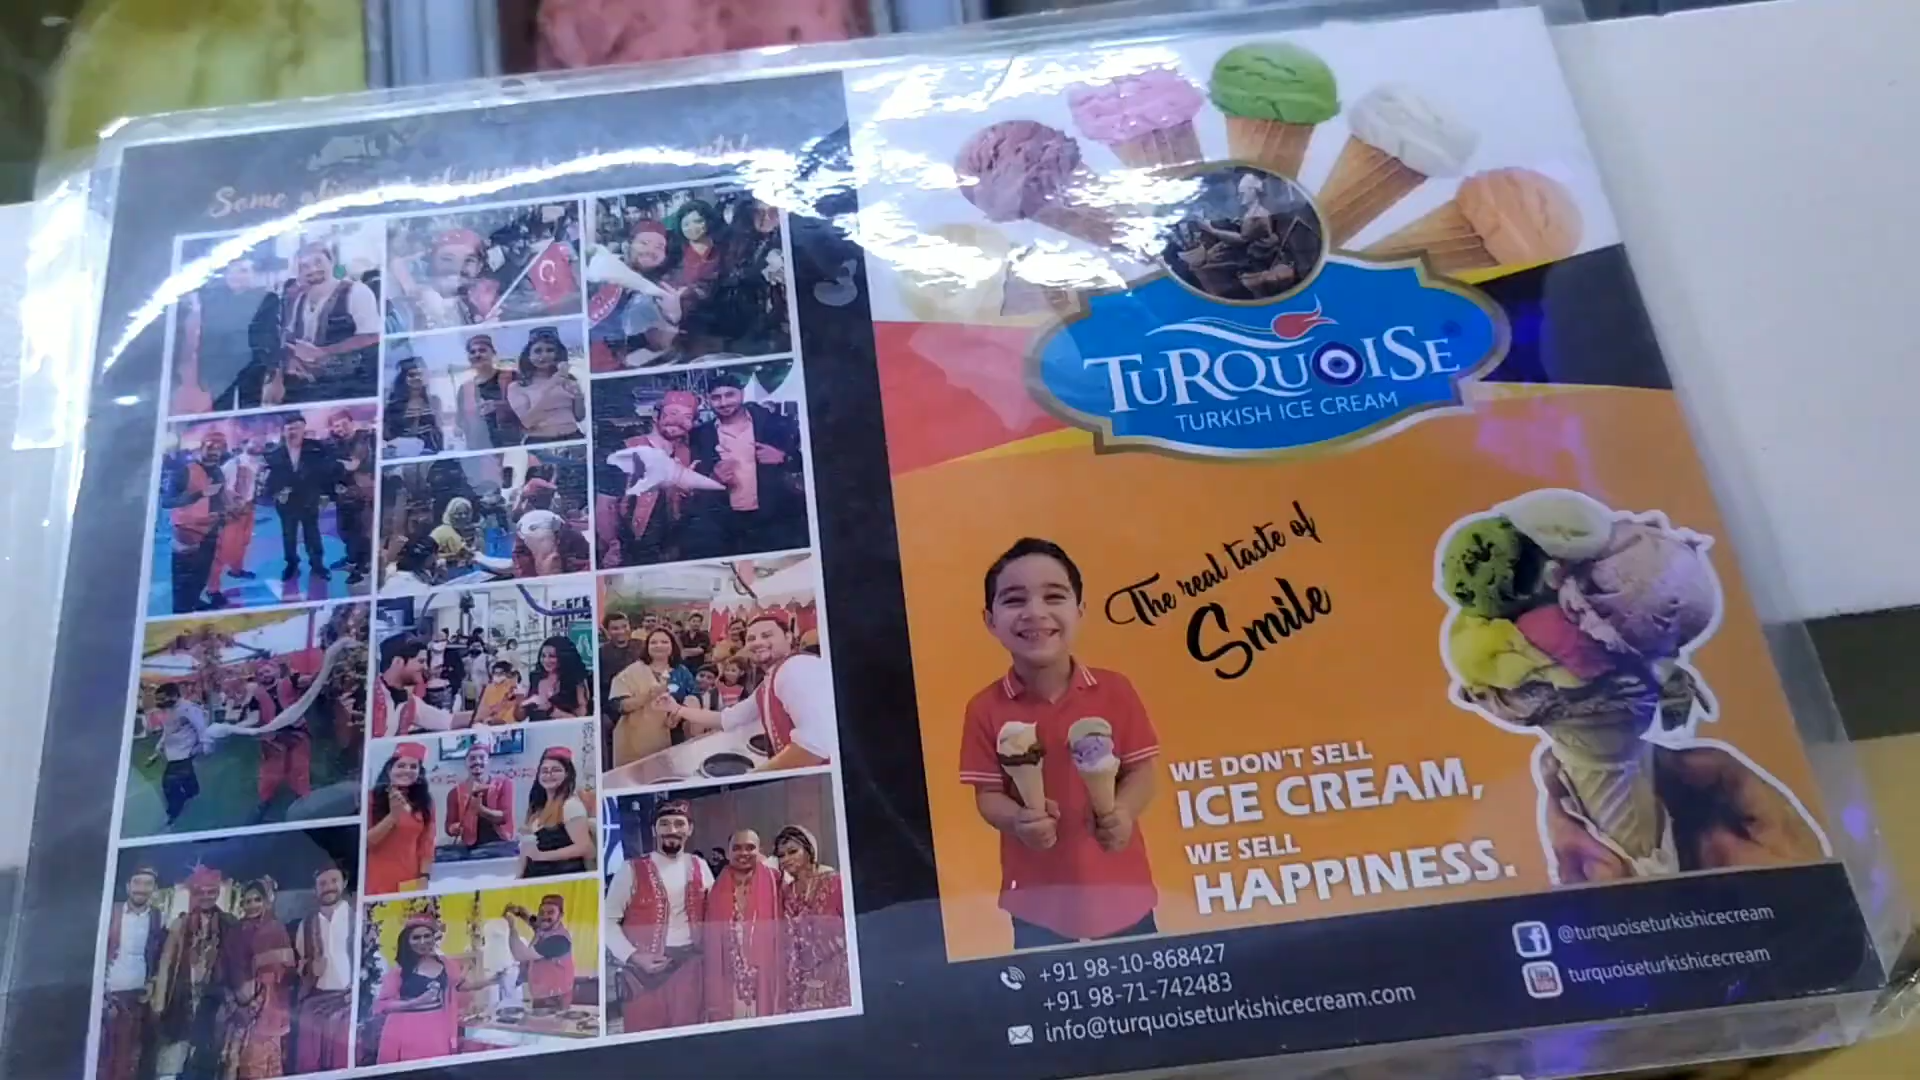 Some
TURQUOISE
TURKISH ICE CREAM
The real taste of
Smile
WE DON'T SELL
ICE CREAM,
WE SELL
HAPPINESS.
+91 98-10-868427
+91 98-71-742483
info@turquoiseturkishicecream.com
@turquoiseturkishicecream
turquoiseturkishicecream